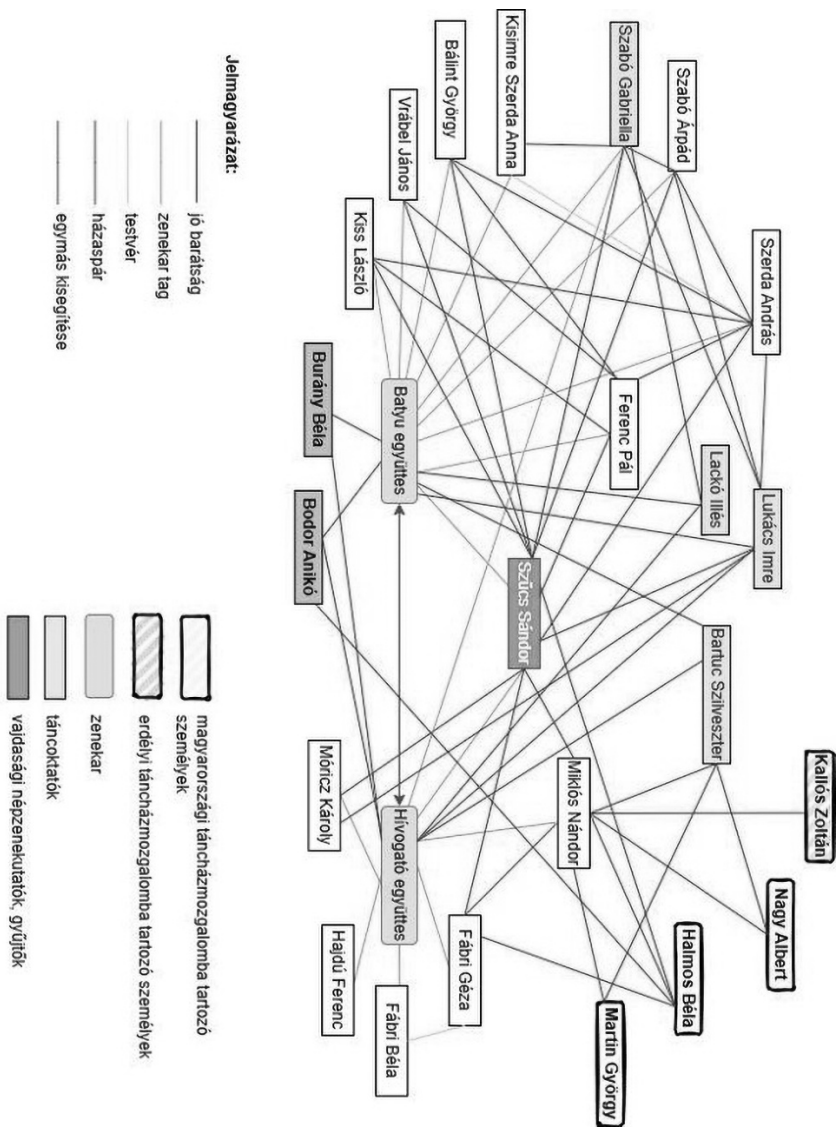 Kallós Zoltán
Nagy Albert
Halmos Béla
Martin György
Szerda András
Lukács Imre
Bartuc Szilveszter
Lackó Illés
Szabó Árpád
Szabó Gabriella
Ferenc Pál
Miklós Nándor
Szűcs Sándor
Kisimre Szerda Anna
Bálint György
Fábri Géza
Vrábel János
Batyu együttes
Hívogató együttes
Fábri Béla
Kiss László
Móricz Károly
Hajdú Ferenc
Burány Béla
Bodor Anikó
Jelmagyarázat:
jó barátság
zenekar tag
testvér
házaspár
egymás kisegítése
magyarországi táncházmozgalomba tartozó
személyek
erdélyi táncházmozgalomba tartozó személyek
zenekar
táncoktatók
vajdasági népzenekutatók, gyűjtők